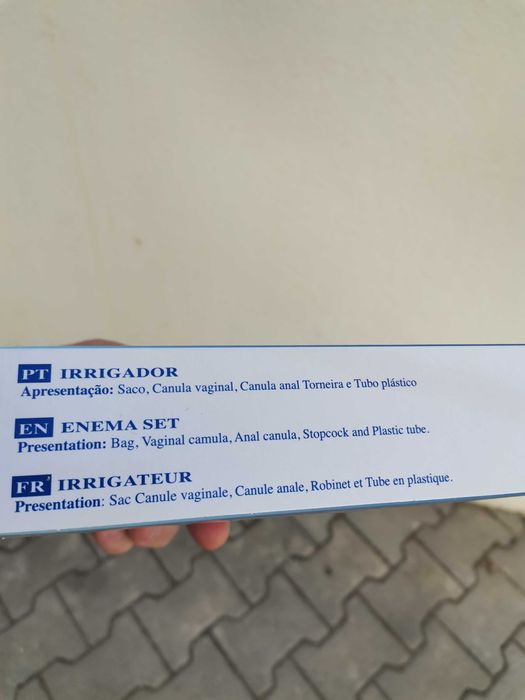 PT IRRIGADOR
Apresentação: Saco, Canula vaginal, Canula anal Torneira e Tubo plástico
EN ENEMA SET
Presentation: Bag, Vaginal camula, Anal canula, Stopcock and Plastic tube.
FR IRRIGATEUR
Presentation: Sac Canule vaginale, Canule anale, Robinet et Tube en plastique.